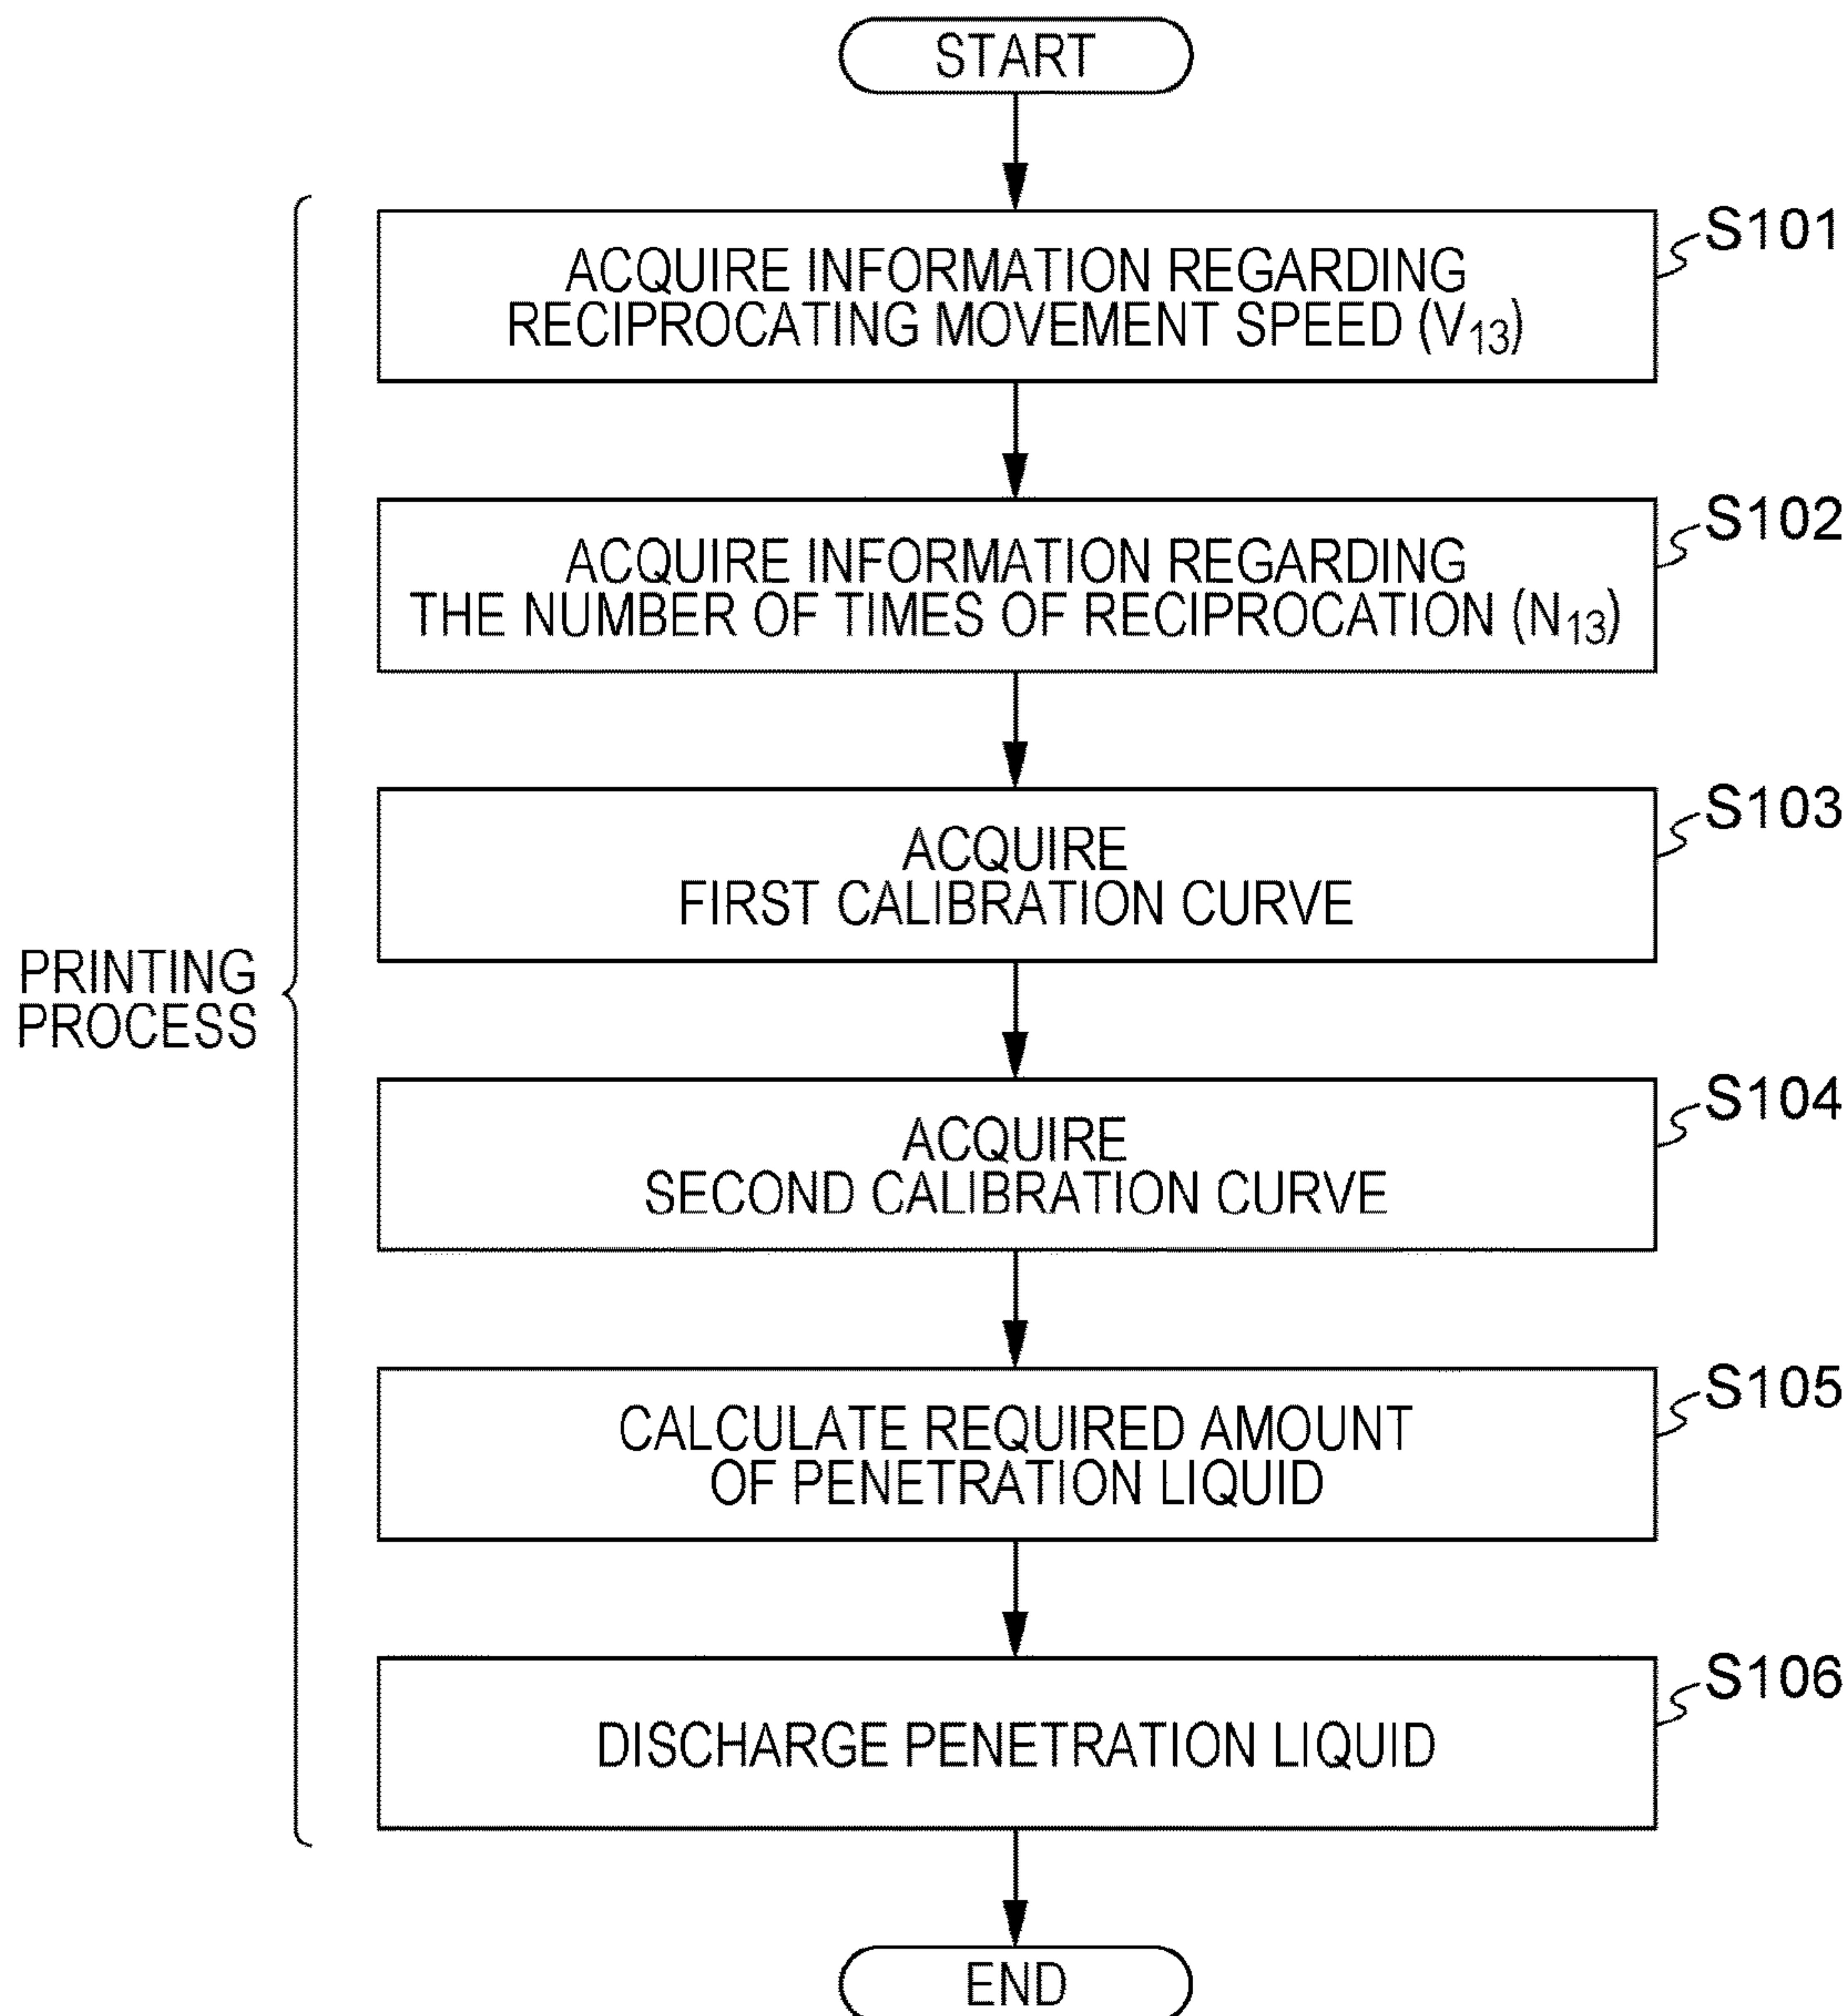 START
S101
ACQUIRE INFORMATION REGARDING
RECIPROCATING MOVEMENT SPEED (V13)
S102
ACQUIRE INFORMATION REGARDING
THE NUMBER OF TIMES OF RECIPROCATION (N13)
S103
ACQUIRE
FIRST CALIBRATION CURVE
PRINTING
PROCESS
S104
ACQUIRE
SECOND CALIBRATION CURVE
S105
CALCULATE REQUIRED AMOUNT
OF PENETRATION LIQUID
S106
DISCHARGE PENETRATION LIQUID
END